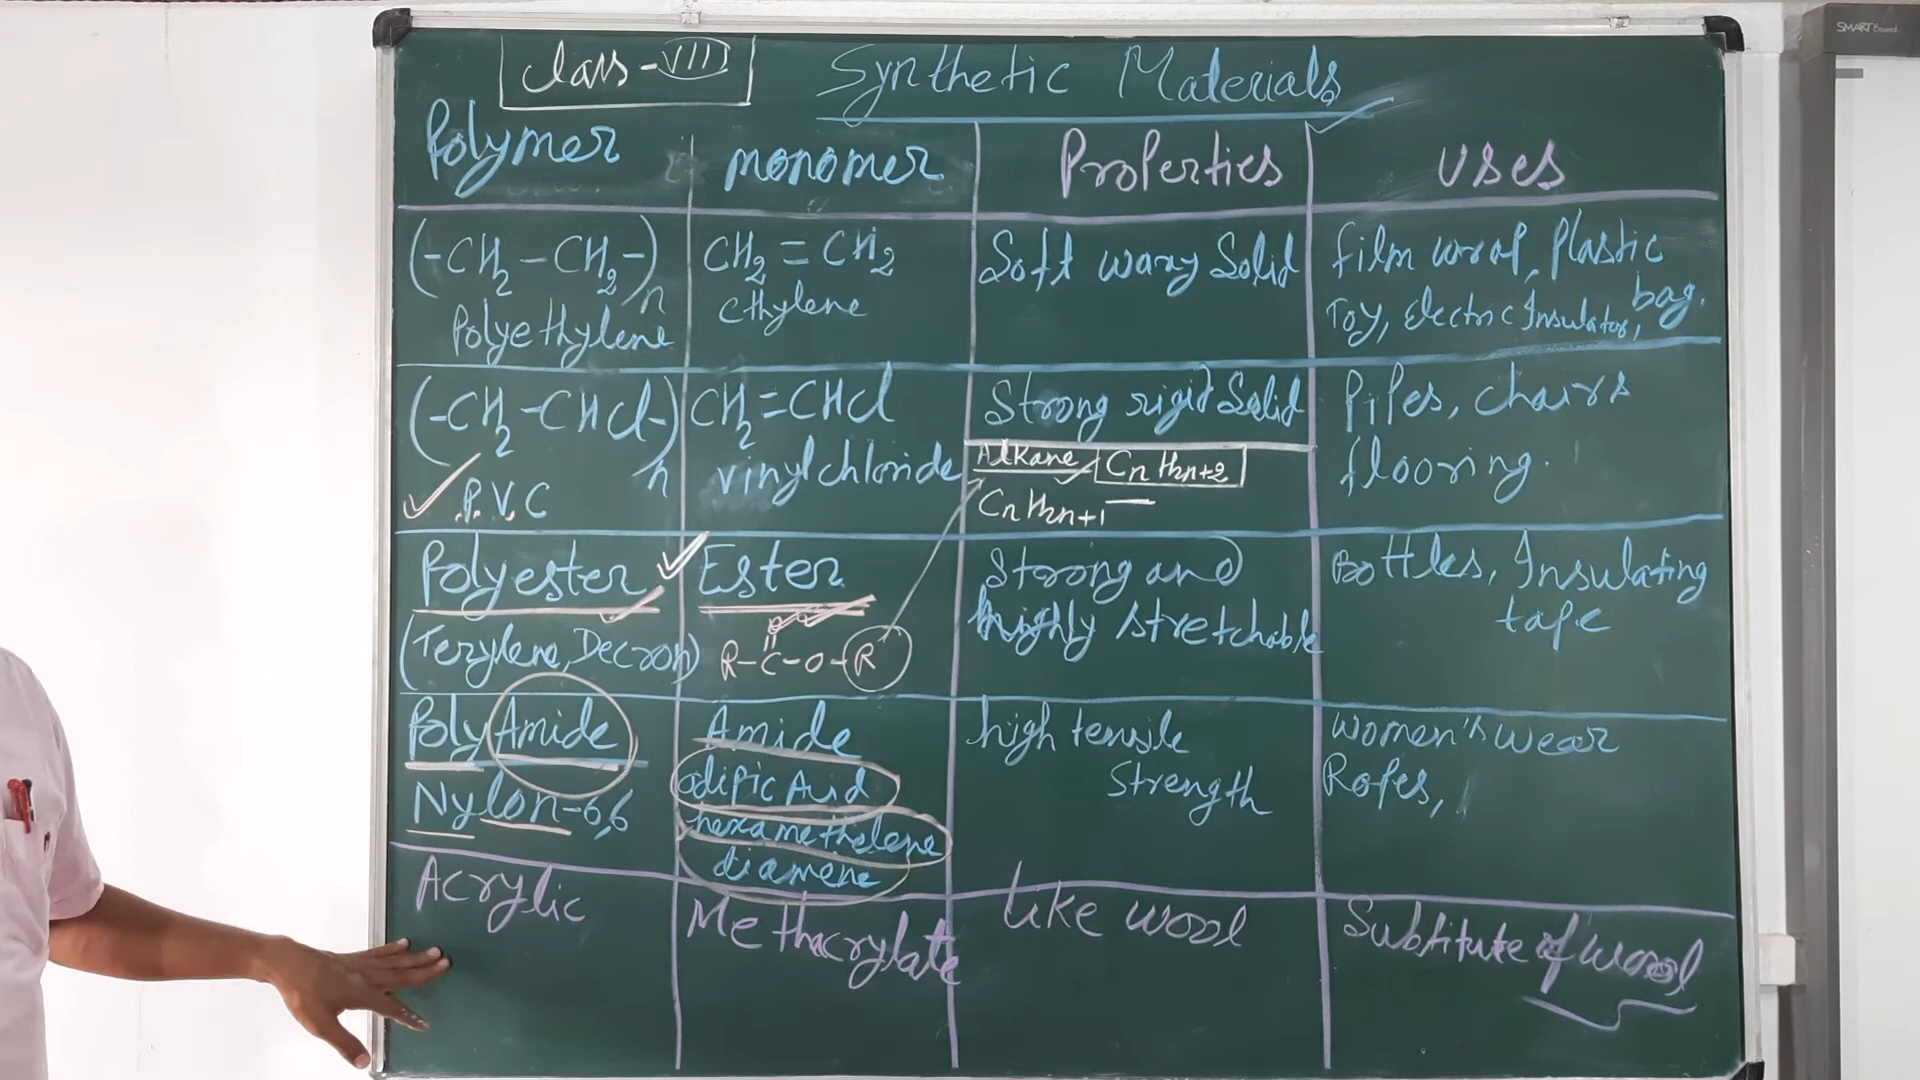 Class-VIII
Synthetic Materials
Polymer
monomer
Properties
uses
(-CH2-CH2-)n
Polyethylene
CH2=CH2
Ethylene
Soft waxy Solid
film wrap, Plastic bag.
Toy, electric Insulator,
(-CH2-CHCl-)n
P.V.C
CH2=CHCl
vinylchloride
Strong rigid Solid
Alkane CnH2n+2
CnH2n+1
Pipes, chairs
flooring.
Polyester
(Terylene, Decron)
Ester
O
R-C-O-R
Strong and
highly stretchable
Bottles, Insulating
tape
PolyAmide
Nylon-6,6
Amide
adipic Acid
hexamethelene
diamene
high tensile
Strength
women's wear
Ropes,
Acrylic
Methacrylate
Like wool
Substitute of wool
SMART Board